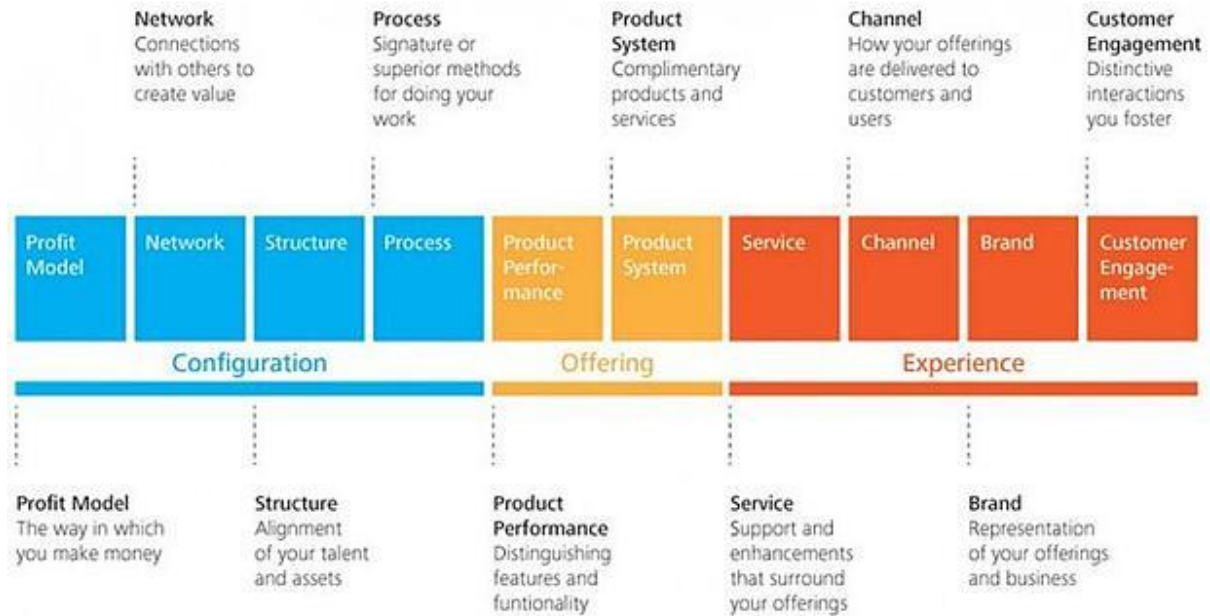 Network
Connections
with others to
create value
Process
Signature or
superior methods
for doing your
work
Product
System
Complimentary
products and
services
Channel
How your offerings
are delivered to
customers and
users
Customer
Engagement
Distinctive
interactions
you foster
Profit
Model
Network
Structure
Process
Product
Perfor-
mance
Product
System
Service
Channel
Brand
Customer
Engage-
ment
Configuration
Offering
Experience
Profit Model
The way in which
you make money
Structure
Alignment
of your talent
and assets
Product
Performance
Distinguishing
features and
funtionality
Service
Support and
enhancements
that surround
your offerings
Brand
Representation
of your offerings
and business